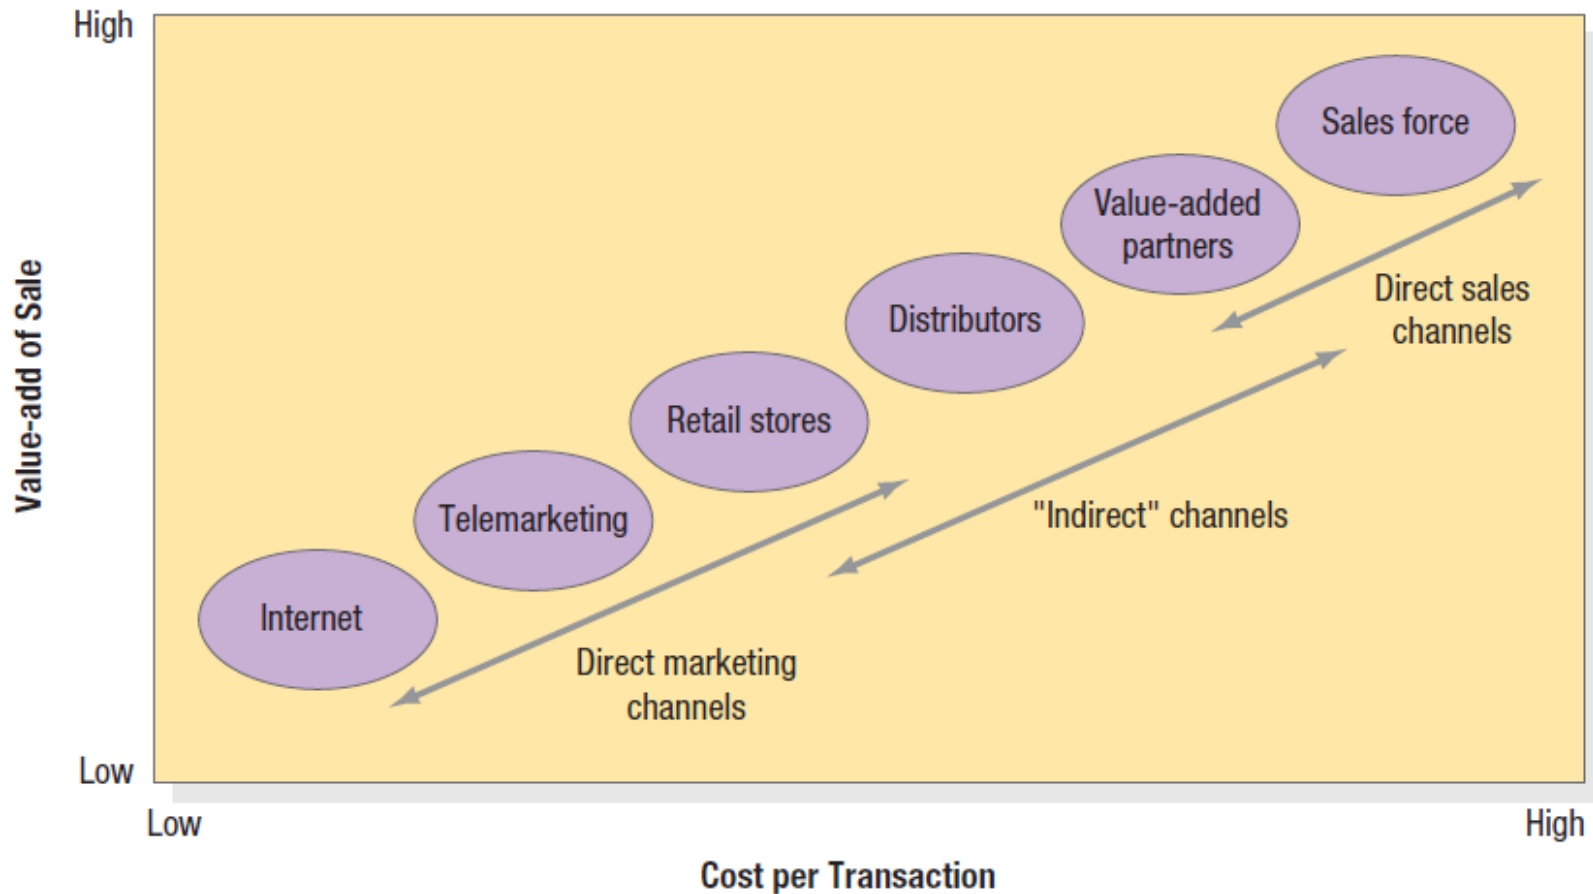 High
Sales force
Value-added
partners
Distributors
Direct sales
channels
Retail stores
Value-add of Sale
Telemarketing
"Indirect" channels
Internet
Direct marketing
channels
Low
Low
High
Cost per Transaction